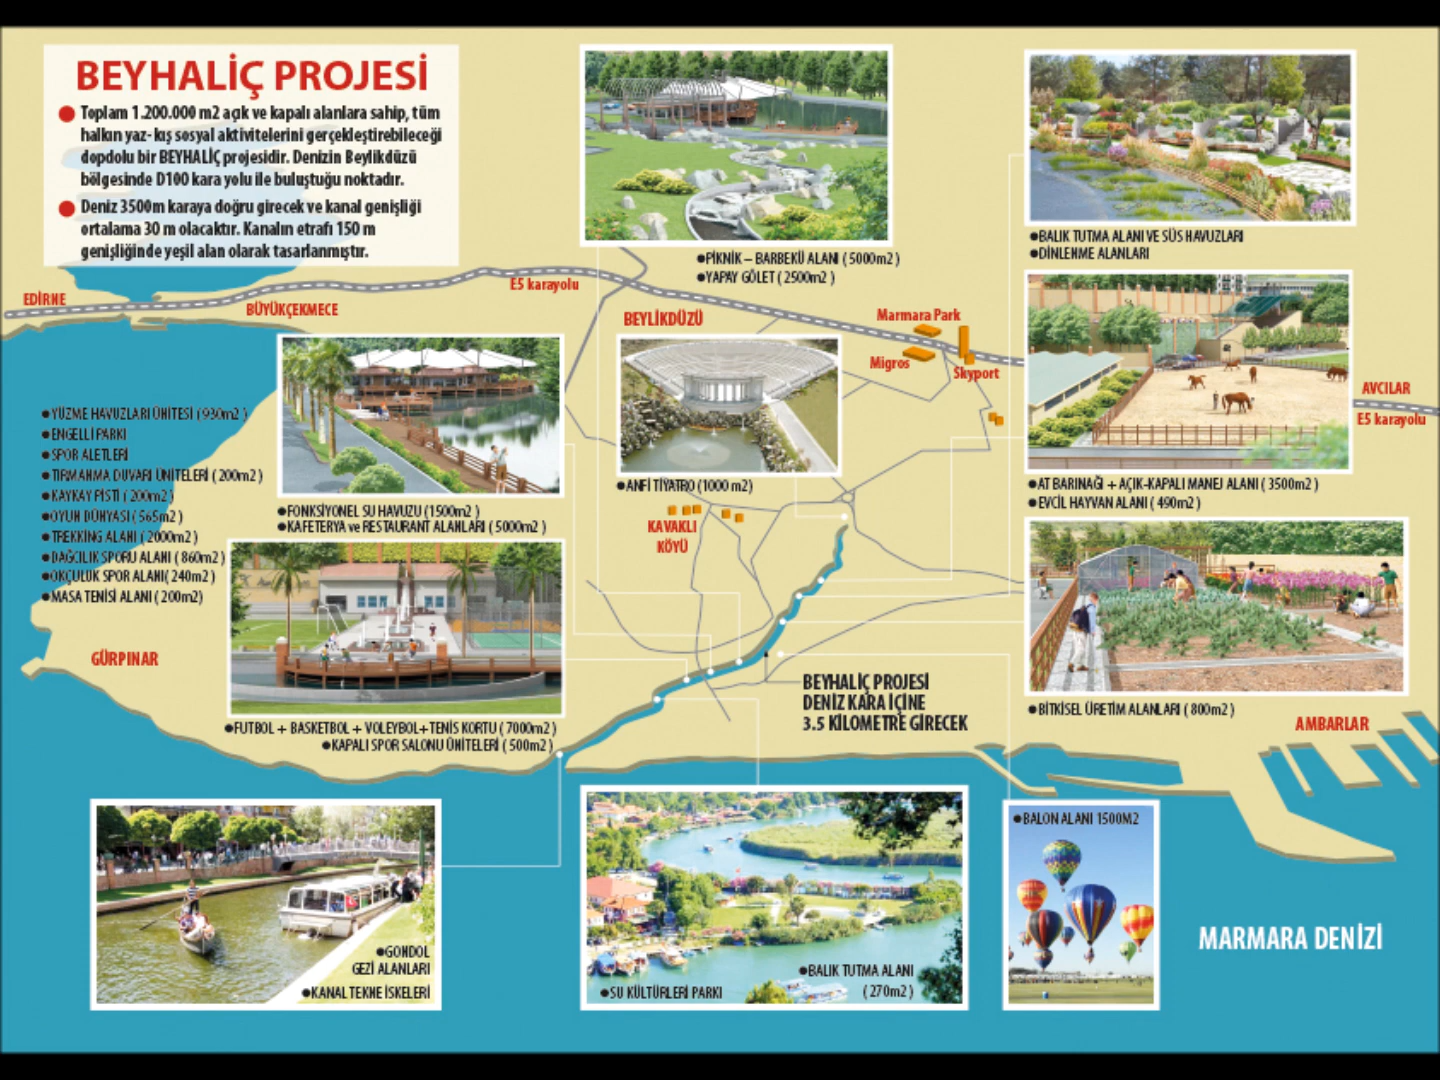 BEYHALİÇ PROJESİ
● Toplam 1.200.000 m2 açık ve kapalı alanlara sahip, tüm
halkın yaz-kış sosyal aktivitelerini gerçekleştirebileceği
dopdolu bir BEYHALİÇ projesidir. Denizin Beylikdüzü
bölgesinde D100 kara yolu ile buluştuğu noktadır.
● Deniz 3500m karaya doğru girecek ve kanal genişliği
ortalama 30 m olacaktır. Kanalın etrafı 150 m
genişliğinde yeşil alan olarak tasarlanmıştır.
●PİKNİK – BARBEKÜ ALANI (5000m2)
●YAPAY GÖLET (2500m2)
●BALIK TUTMA ALANI VE SÜS HAVUZLARI
●DİNLENME ALANLARI
EDİRNE
BÜYÜKÇEKMECE
E5 karayolu
BEYLİKDÜZÜ
Marmara Park
Migros
Skyport
AVCILAR
E5 karayolu
●YÜZME HAVUZLARI ÜNİTESİ (930m2)
●ENGELLİ PARKI
●SPOR ALETLERİ
●TIRMANMA DUVARI ÜNİTELERİ (200m2)
●KAYKAY PİSTİ (200m2)
●OYUN DÜNYASI (565m2)
●TREKKİNG ALANI (2000m2)
●DAĞCILIK SPORU ALANI (860m2)
●OKÇULUK SPOR ALANI(240m2)
●MASA TENİSİ ALANI (200m2)
●FONKSİYONEL SU HAVUZU (1500m2)
●KAFETERYA ve RESTAURANT ALANLARI (5000m2)
●ANFİ TİYATRO (1000 m2)
●AT BARINAĞI + AÇIK-KAPALI MANEJ ALANI (3500m2)
●EVCİL HAYVAN ALANI (490m2)
KAVAKLI
KÖYÜ
GÜRPINAR
●FUTBOL + BASKETBOL + VOLEYBOL+TENİS KORTU (7000m2)
●KAPALI SPOR SALONU ÜNİTELERİ (500m2)
BEYHALİÇ PROJESİ
DENİZ KARA İÇİNE
3.5 KİLOMETRE GİRECEK
●BİTKİSEL ÜRETİM ALANLARI (800m2)
AMBARLAR
●GONDOL
GEZİ ALANLARI
●KANAL TEKNE İSKELERİ
●SU KÜLTÜRLERİ PARKI
●BALIK TUTMA ALANI
(270m2)
●BALON ALANI 1500M2
MARMARA DENİZİ